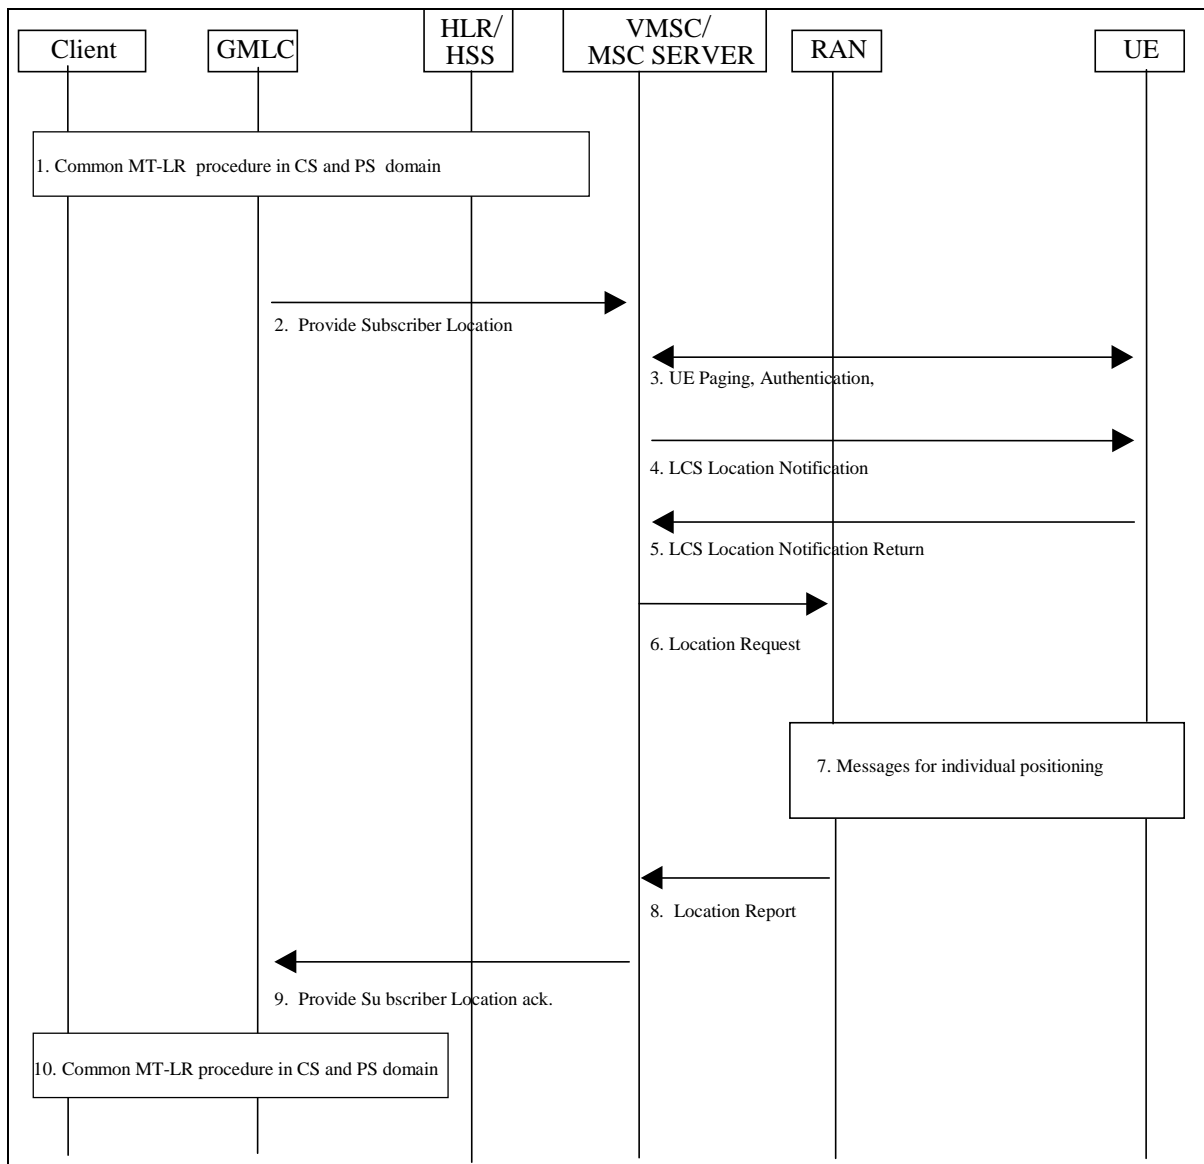 Client
GMLC
HLR/
HSS
VMSC/
MSC SERVER
RAN
UE
1. Common MT-LR procedure in CS and PS domain
2. Provide Subscriber Location
3. UE Paging, Authentication,
4. LCS Location Notification
5. LCS Location Notification Return
6. Location Request
7. Messages for individual positioning
8. Location Report
9. Provide Su bscriber Location ack.
10. Common MT-LR procedure in CS and PS domain